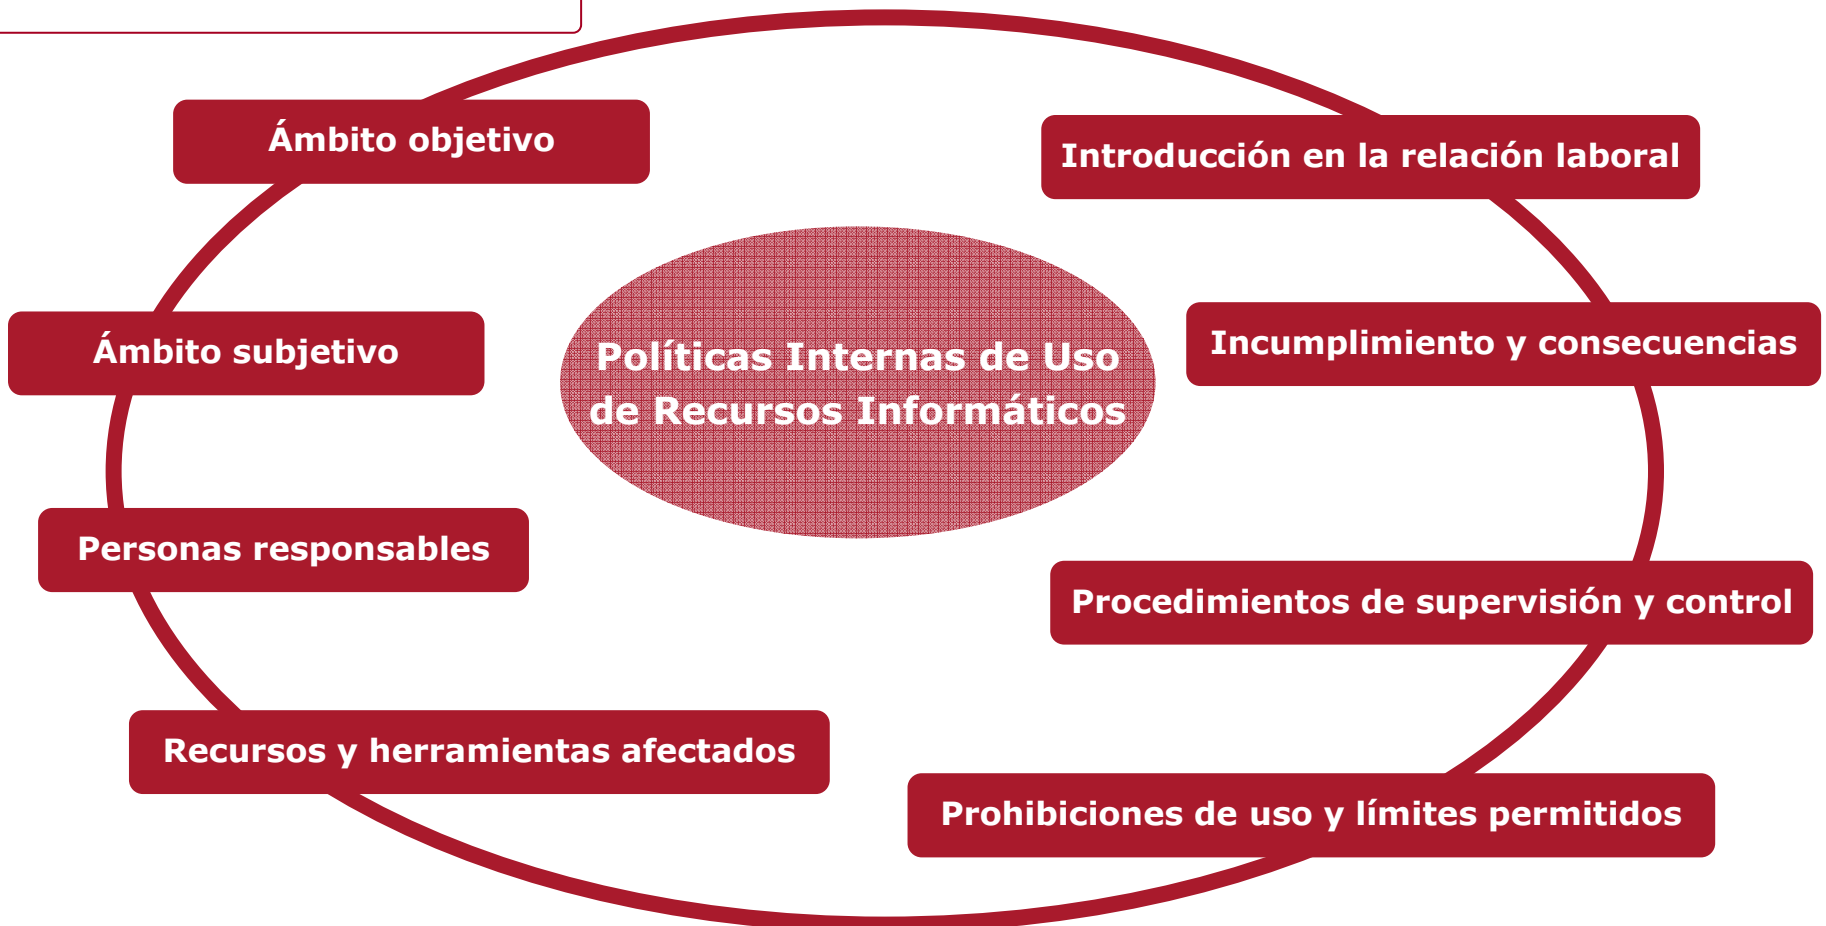 Ámbito objetivo
Introducción en la relación laboral
Ámbito subjetivo
Incumplimiento y consecuencias
Políticas Internas de Uso
de Recursos Informáticos
Personas responsables
Procedimientos de supervisión y control
Recursos y herramientas afectados
Prohibiciones de uso y límites permitidos